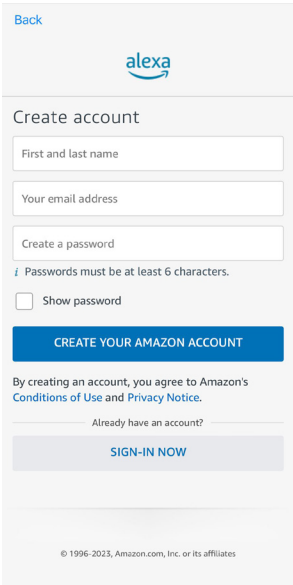 Back
alexa
Create account
First and last name
Your email address
Create a password
i Passwords must be at least 6 characters.
Show password
CREATE YOUR AMAZON ACCOUNT
By creating an account, you agree to Amazon's
Conditions of Use and Privacy Notice.
Already have an account?
SIGN-IN NOW
© 1996-2023, Amazon.com, Inc. or its affiliates